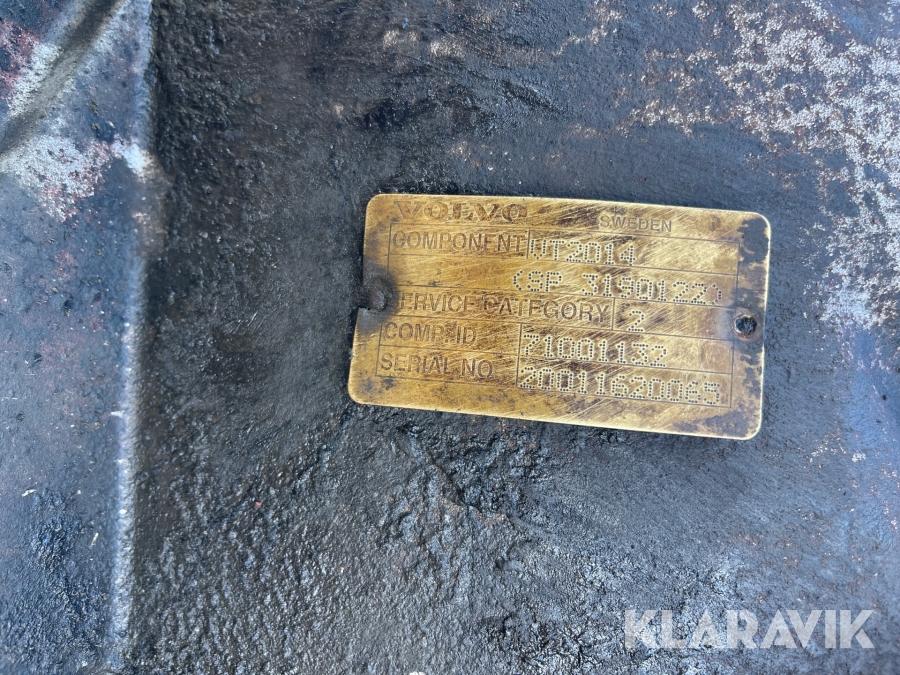 VOLVO SWEDEN
COMPONENT VT2014
(SP 3190122)
SERVICE CATEGORY 2
COMP. ID 71001132
SERIAL NO. 20011620065
KLARAVIK